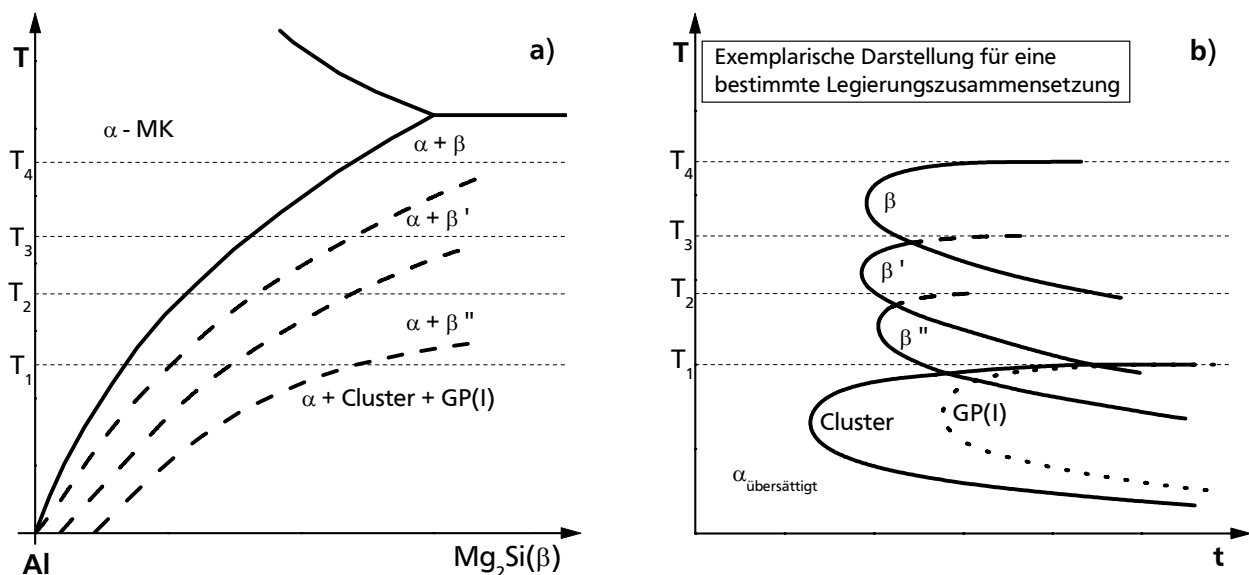 T
a)
α - MK
α + β
T4
α + β '
T3
T2
α + β "
T1
α + Cluster + GP(I)
Al
Mg2Si(β)
T
Exemplarische Darstellung für eine
bestimmte Legierungszusammensetzung
b)
T4
β
T3
β '
T2
β "
T1
Cluster
GP(I)
αübersättigt
t